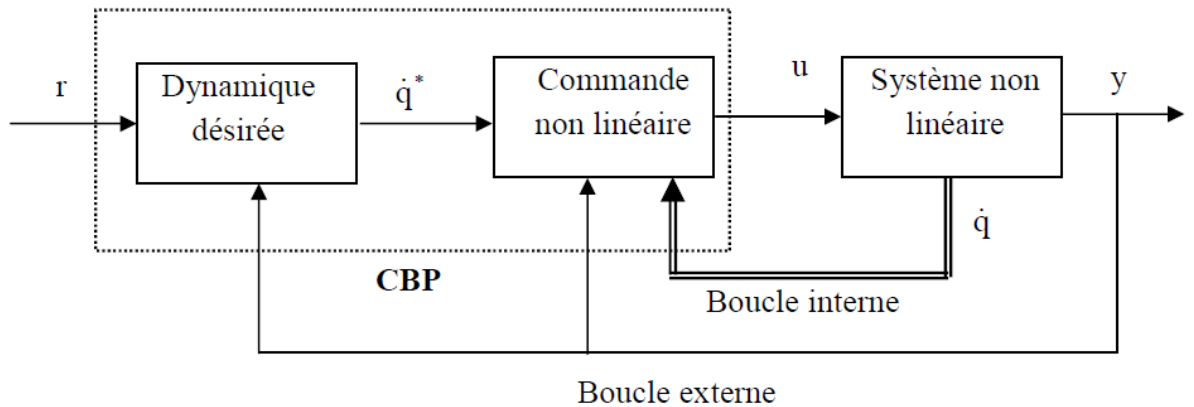 r
Dynamique
désirée
q̇*
Commande
non linéaire
u
Système non
linéaire
y
q̇
CBP
Boucle interne
Boucle externe